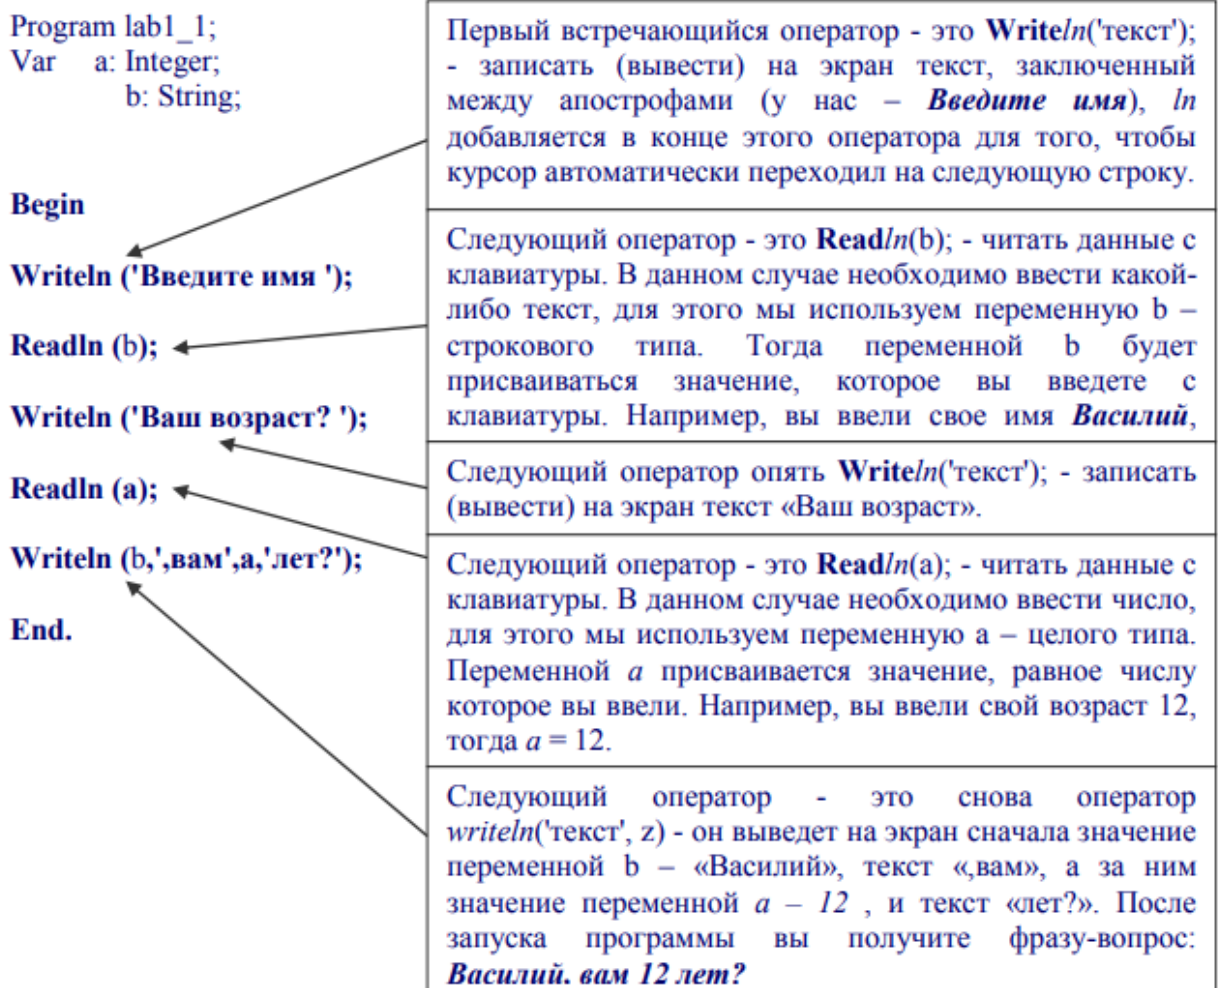 Program lab1_1;
Var a: Integer;
b: String;
Begin
Writeln ('Введите имя ');
Readln (b);
Writeln ('Ваш возраст? ');
Readln (a);
Writeln (b,',вам',a,'лет?');
End.
Первый встречающийся оператор - это Writeln('текст');
- записать (вывести) на экран текст, заключенный
между апострофами (у нас – Введите имя), ln
добавляется в конце этого оператора для того, чтобы
курсор автоматически переходил на следующую строку.
Следующий оператор - это Readln(b); - читать данные с
клавиатуры. В данном случае необходимо ввести какой-
либо текст, для этого мы используем переменную b –
строкового типа. Тогда переменной b будет
присваиваться значение, которое вы введете с
клавиатуры. Например, вы ввели свое имя Василий,
Следующий оператор опять Writeln('текст'); - записать
(вывести) на экран текст «Ваш возраст».
Следующий оператор - это Readln(a); - читать данные с
клавиатуры. В данном случае необходимо ввести число,
для этого мы используем переменную а – целого типа.
Переменной a присваивается значение, равное числу
которое вы ввели. Например, вы ввели свой возраст 12,
тогда a = 12.
Следующий оператор - это снова оператор
writeln('текст', z) - он выведет на экран сначала значение
переменной b – «Василий», текст «,вам», а за ним
значение переменной a – 12 , и текст «лет?». После
запуска программы вы получите фразу-вопрос:
Василий, вам 12 лет?